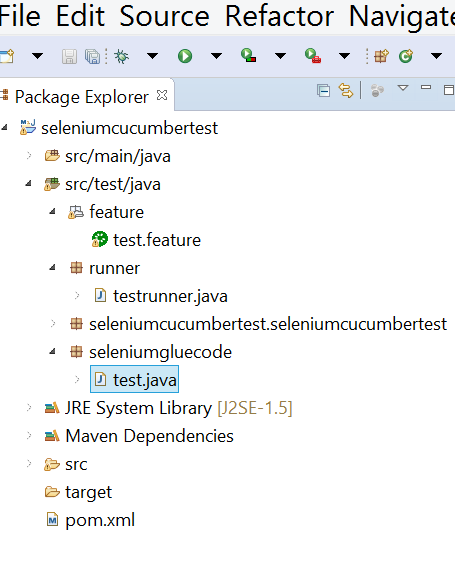 File Edit Source Refactor Navigate
Package Explorer
seleniumcucumbertest
src/main/java
src/test/java
feature
test.feature
runner
testrunner.java
seleniumcucumbertest.seleniumcucumbertest
seleniumgluecode
test.java
JRE System Library [J2SE-1.5]
Maven Dependencies
src
target
pom.xml